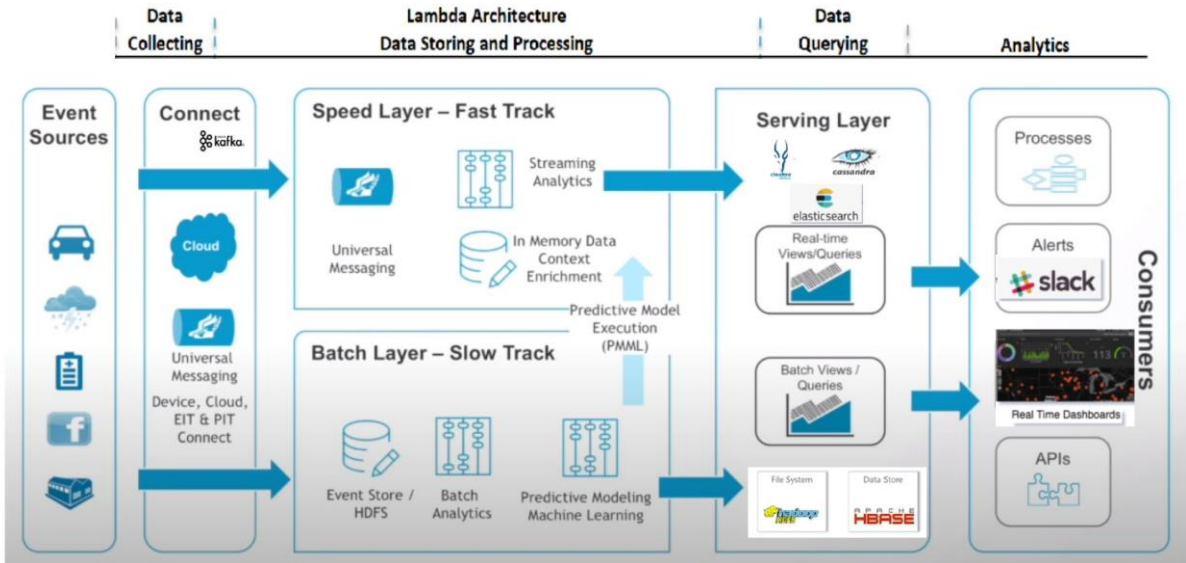 Data
Collecting
Lambda Architecture
Data Storing and Processing
Data
Querying
Analytics
Event
Sources
Connect
kafka.
Cloud
Universal
Messaging
Device, Cloud,
EIT & PIT
Connect
Speed Layer – Fast Track
Universal
Messaging
Streaming
Analytics
In Memory Data
Context
Enrichment
Predictive Model
Execution
(PMML)
Batch Layer – Slow Track
Event Store /
HDFS
Batch
Analytics
Predictive Modeling
Machine Learning
Serving Layer
cassandra
elasticsearch
Real-time
Views/Queries
Batch Views /
Queries
File System
hadoop
HDFS
Data Store
APACHE
HBASE
Processes
Alerts
slack
113
Real Time Dashboards
APIs
Consumers